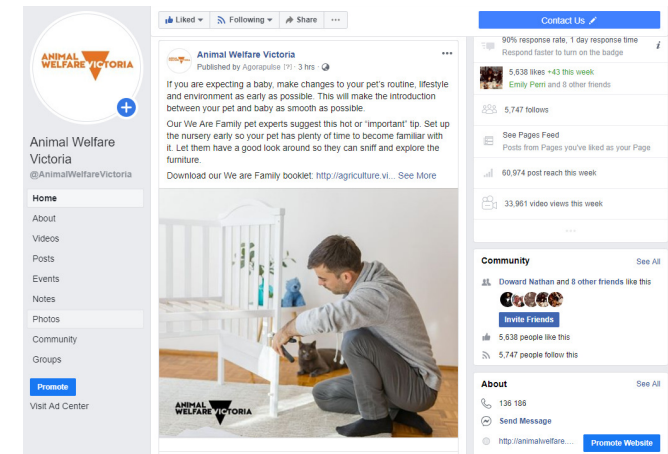 ANIMAL
WELFARE VICTORIA
Animal Welfare
Victoria
@AnimalWelfareVictoria
Home
About
Videos
Posts
Events
Notes
Photos
Community
Groups
Promote
Visit Ad Center
Liked
Following
Share
...
Animal Welfare Victoria
Published by Agorapulse [?] · 3 hrs ·
If you are expecting a baby, make changes to your pet's routine, lifestyle
and environment as early as possible. This will make the introduction
between your pet and baby as smooth as possible.
Our We Are Family pet experts suggest this hot or "important" tip. Set up
the nursery early so your pet has plenty of time to become familiar with
it. Let them have a good look around so they can sniff and explore the
furniture.
Download our We are Family booklet: http://agriculture.vi... See More
ANIMAL
WELFARE VICTORIA
Contact Us
90% response rate, 1 day response time
Respond faster to turn on the badge
i
5,638 likes +43 this week
Emily Perri and 8 other friends
5,747 follows
See Pages Feed
Posts from Pages you've liked as your Page
60,974 post reach this week
33,961 video views this week
...
Community
See All
Doward Nathan and 8 other friends like this
Invite Friends
5,638 people like this
5,747 people follow this
About
See All
136 186
Send Message
http://animalwelfare....
Promote Website